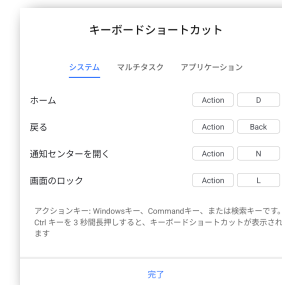 キーボードショートカット
システム マルチタスク アプリケーション
ホーム Action D
戻る Action Back
通知センターを開く Action N
画面のロック Action L
アクションキー: Windowsキー、Commandキー、または検索キーです。
Ctrl キーを 3 秒間長押しすると、キーボードショートカットが表示され
ます
完了